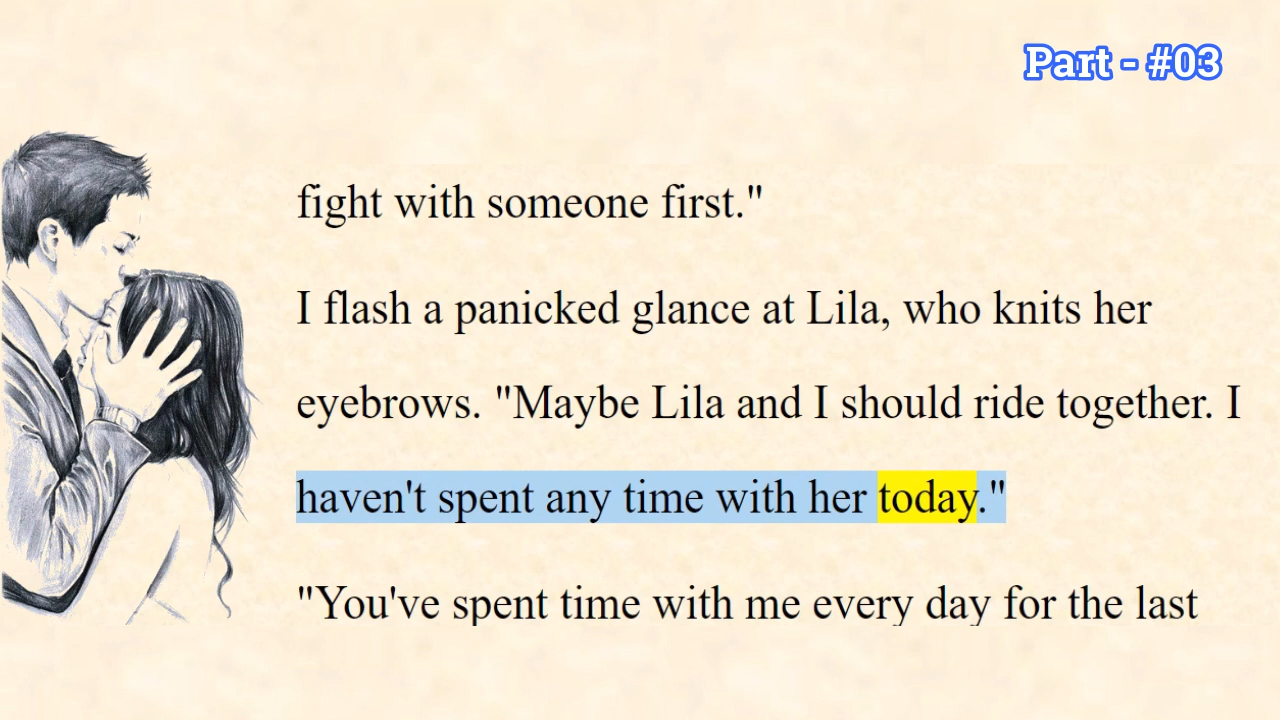 Part - #03
fight with someone first."
I flash a panicked glance at Lila, who knits her
eyebrows. "Maybe Lila and I should ride together. I
haven't spent any time with her today."
"You've spent time with me every day for the last